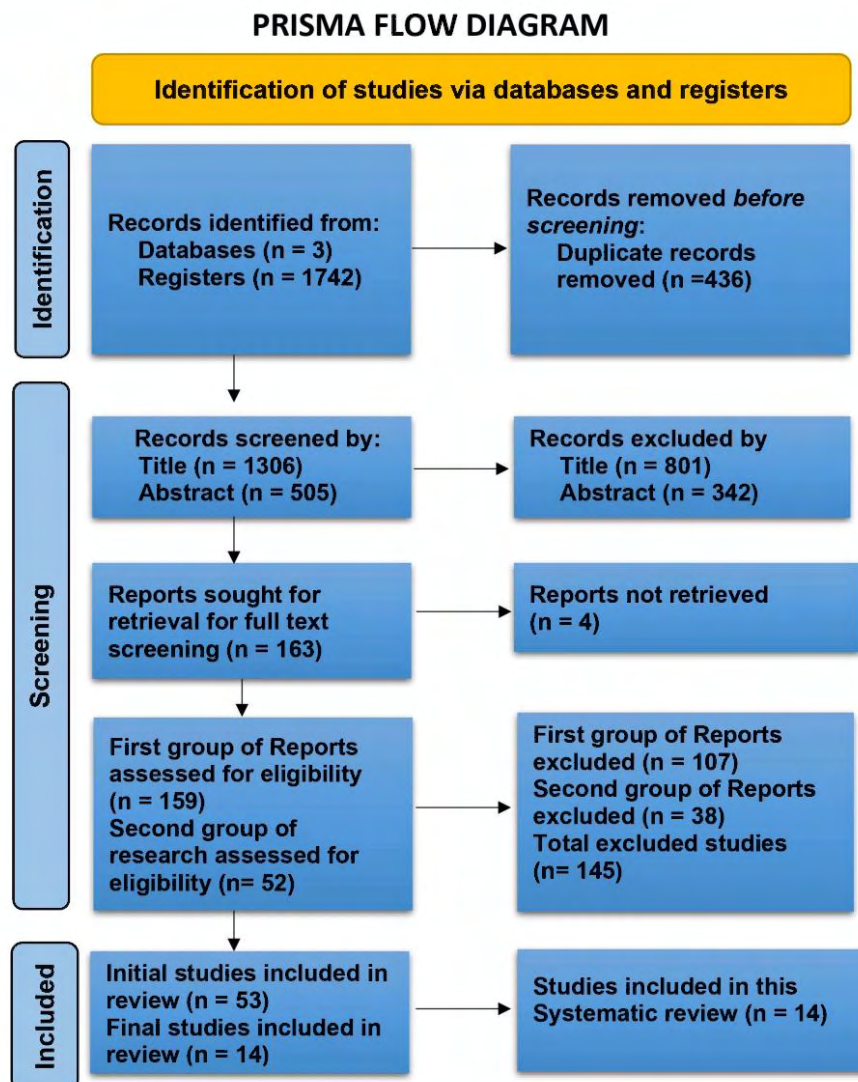 PRISMA FLOW DIAGRAM
Identification of studies via databases and registers
Identification
Records identified from:
Databases (n = 3)
Registers (n = 1742)
Records removed before
screening:
Duplicate records
removed (n =436)
Screening
Records screened by:
Title (n = 1306)
Abstract (n = 505)
Records excluded by
Title (n = 801)
Abstract (n = 342)
Reports sought for
retrieval for full text
screening (n = 163)
Reports not retrieved
(n = 4)
First group of Reports
assessed for eligibility
(n = 159)
Second group of
research assessed for
eligibility (n= 52)
First group of Reports
excluded (n = 107)
Second group of Reports
excluded (n = 38)
Total excluded studies
(n= 145)
Included
Initial studies included in
review (n = 53)
Final studies included in
review (n = 14)
Studies included in this
Systematic review (n = 14)